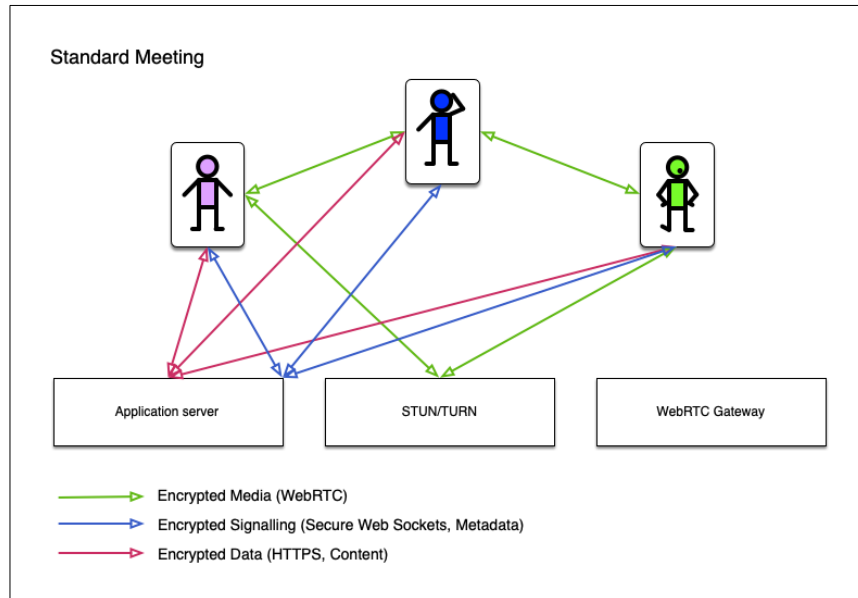 Standard Meeting
Application server
STUN/TURN
WebRTC Gateway
Encrypted Media (WebRTC)
Encrypted Signalling (Secure Web Sockets, Metadata)
Encrypted Data (HTTPS, Content)